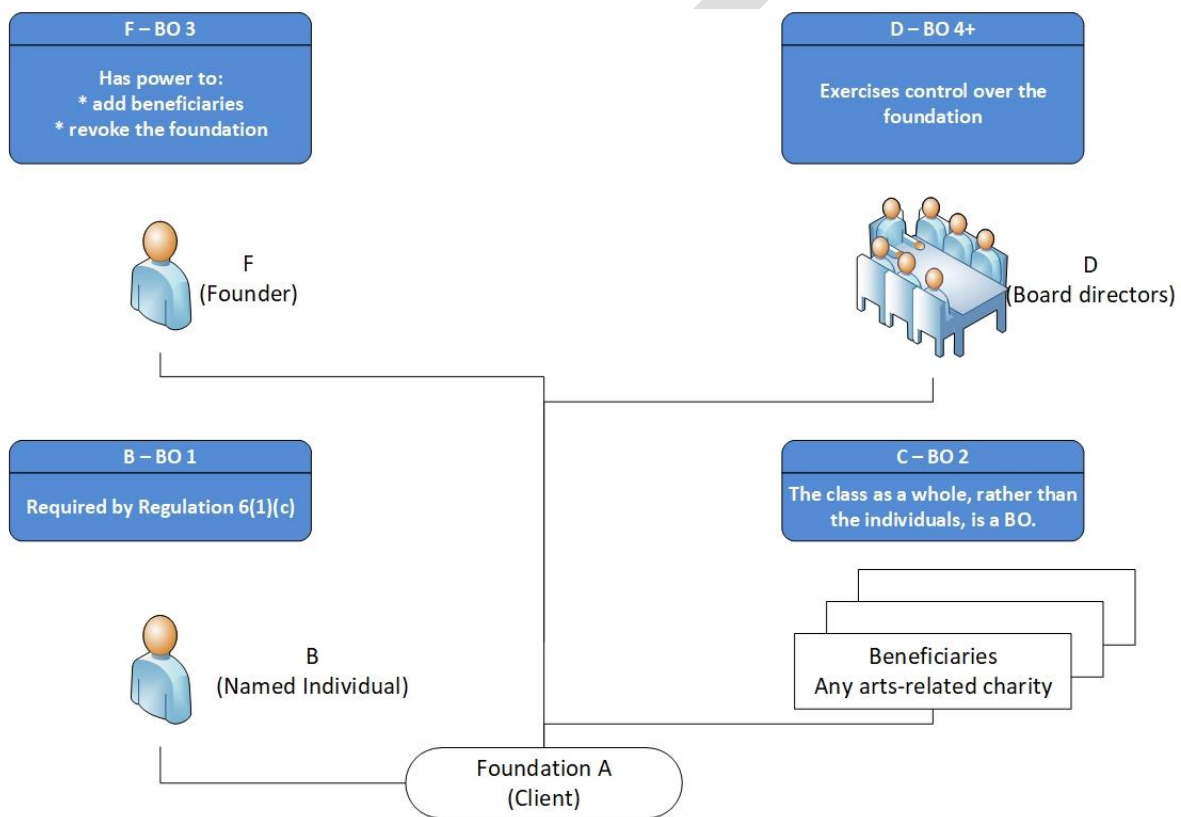 F – BO 3
Has power to:
* add beneficiaries
* revoke the foundation
D – BO 4+
Exercises control over the
foundation
F
(Founder)
D
(Board directors)
B – BO 1
Required by Regulation 6(1)(c)
C – BO 2
The class as a whole, rather than
the individuals, is a BO.
B
(Named Individual)
Beneficiaries
Any arts-related charity
Foundation A
(Client)